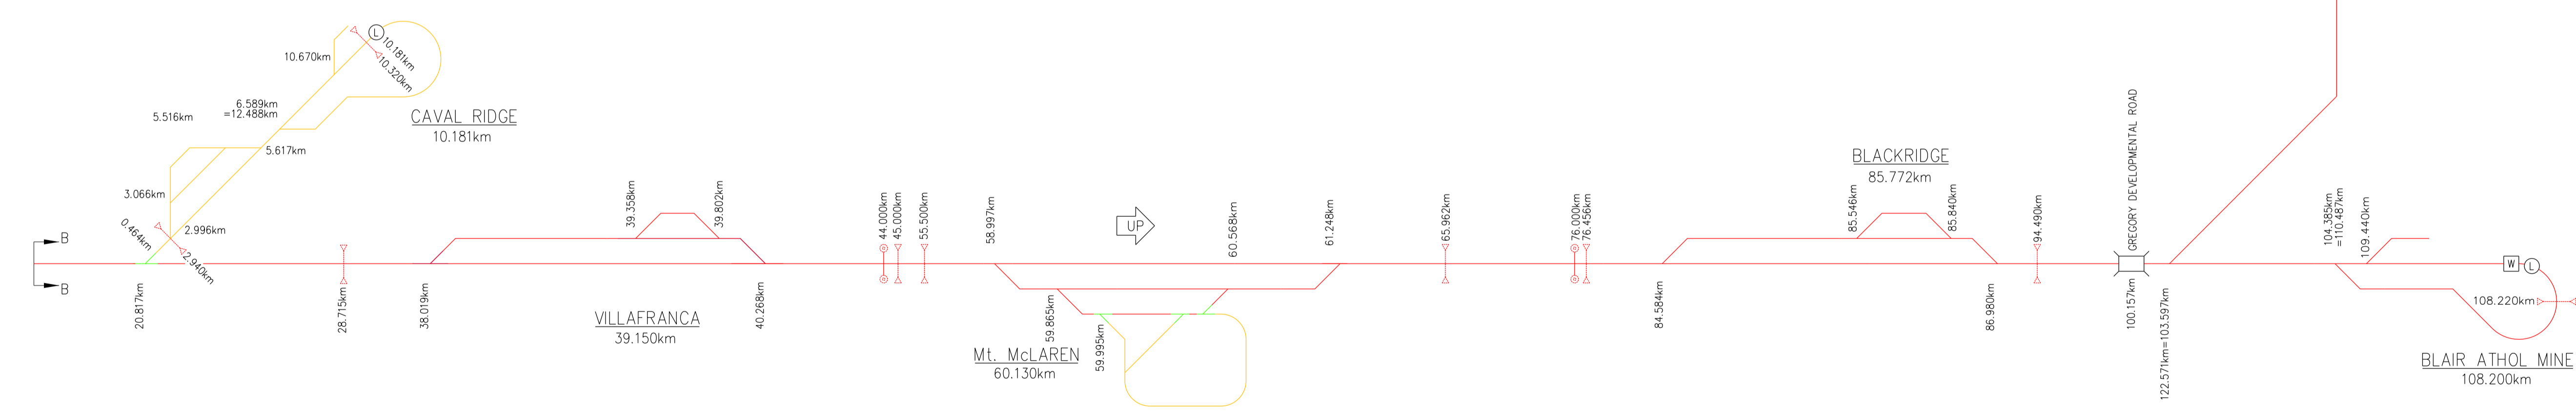 L
10.181km
10.320km
10.670km
6.589km
=12.488km
5.516km
CAVAL RIDGE
10.181km
5.617km
3.066km
0.464km
2.996km
2.940km
B
B
20.817km
28.715km
38.019km
39.358km
39.802km
VILLAFRANCA
39.150km
40.268km
44.000km
45.000km
55.500km
58.997km
59.865km
59.995km
Mt. McLAREN
60.130km
UP
60.568km
61.248km
65.962km
76.000km
76.456km
84.584km
BLACKRIDGE
85.772km
85.546km
85.840km
86.980km
94.490km
GREGORY DEVELOPMENTAL ROAD
100.157km
122.571km=103.597km
104.385km
=110.487km
109.440km
W
L
108.220km
BLAIR ATHOL MINE
108.200km